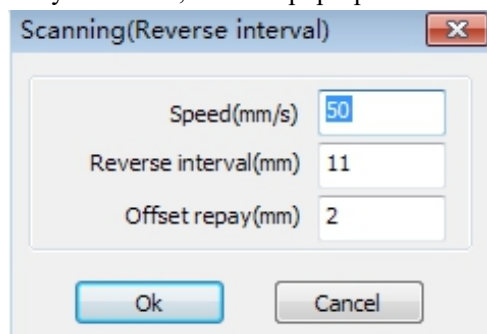 Scanning(Reverse interval)
Speed(mm/s) 50
Reverse interval(mm) 11
Offset repay(mm) 2
Ok Cancel